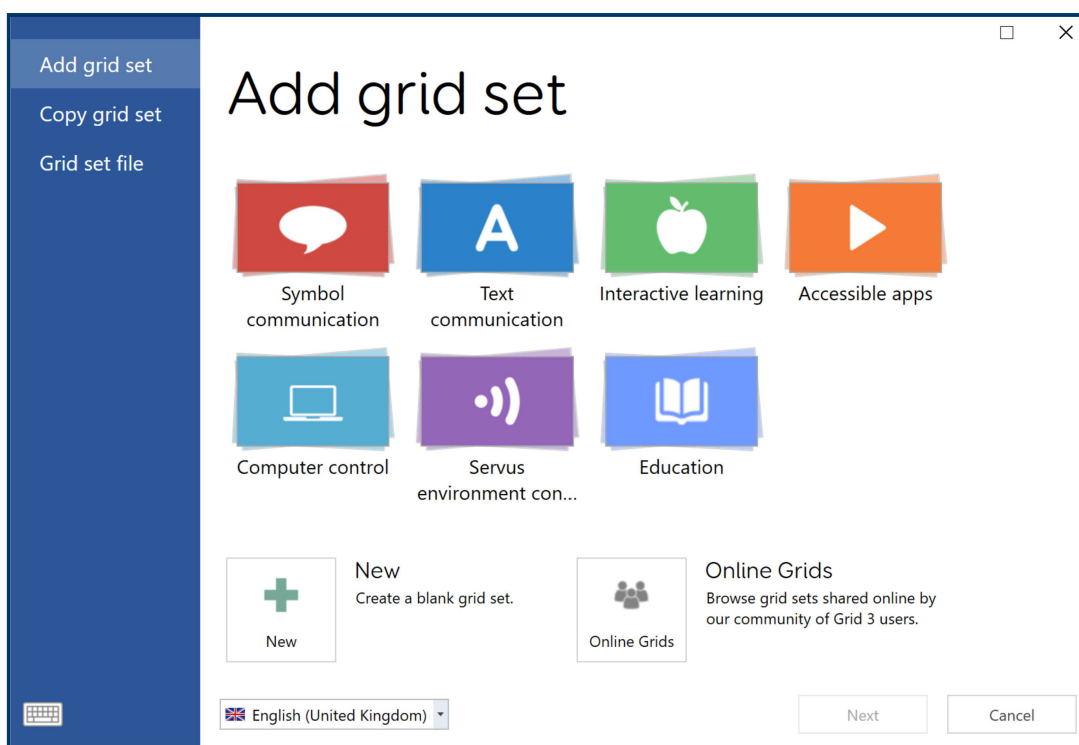 Add grid set
Copy grid set
Grid set file
Add grid set
Symbol
communication
Text
communication
Interactive learning
Accessible apps
Computer control
Servus
environment con...
Education
New
New
Create a blank grid set.
Online Grids
Online Grids
Browse grid sets shared online by
our community of Grid 3 users.
English (United Kingdom)
Next
Cancel